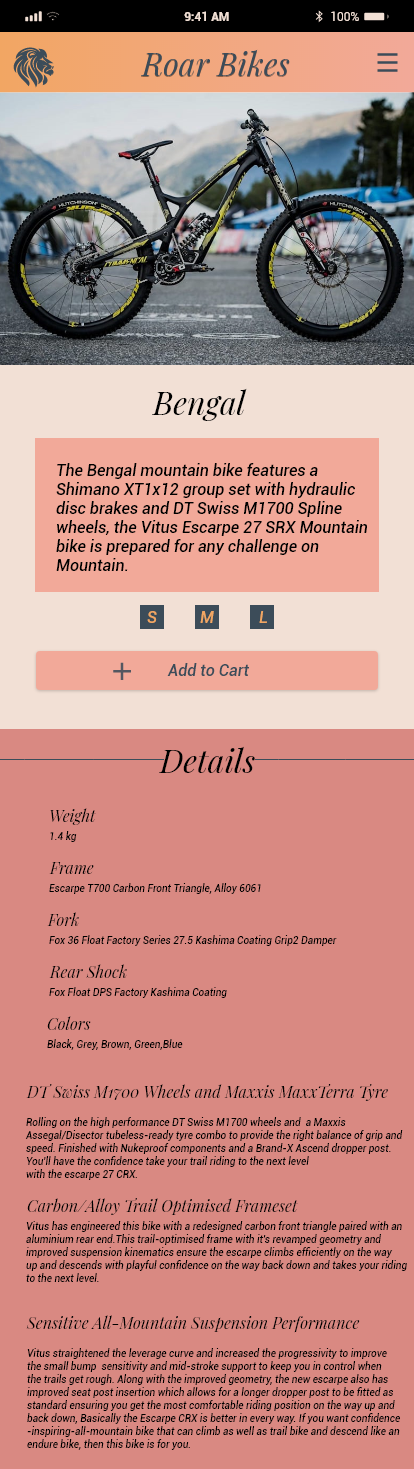 9:41 AM
100%
Roar Bikes
HUTCHINSON
HUTCHINSON
COMMENCAL
Bengal
The Bengal mountain bike features a
Shimano XT1x12 group set with hydraulic
disc brakes and DT Swiss M1700 Spline
wheels, the Vitus Escarpe 27 SRX Mountain
bike is prepared for any challenge on
Mountain.
S M L
+ Add to Cart
Details
Weight
1.4 kg
Frame
Escarpe T700 Carbon Front Triangle, Alloy 6061
Fork
Fox 36 Float Factory Series 27.5 Kashima Coating Grip2 Damper
Rear Shock
Fox Float DPS Factory Kashima Coating
Colors
Black, Grey, Brown, Green,Blue
DT Swiss M1700 Wheels and Maxxis MaxxTerra Tyre
Rolling on the high performance DT Swiss M1700 wheels and  a Maxxis
Assegal/Disector tubeless-ready tyre combo to provide the right balance of grip and
speed. Finished with Nukeproof components and a Brand-X Ascend dropper post.
You'll have the confidence take your trail riding to the next level
with the escarpe 27 CRX.
Carbon/Alloy Trail Optimised Frameset
Vitus has engineered this bike with a redesigned carbon front triangle paired with an
aluminium rear end.This trail-optimised frame with it's revamped geometry and
improved suspension kinematics ensure the escarpe climbs efficiently on the way
up and descends with playful confidence on the way back down and takes your riding
to the next level.
Sensitive All-Mountain Suspension Performance
Vitus straightened the leverage curve and increased the progressivity to improve
the small bump  sensitivity and mid-stroke support to keep you in control when
the trails get rough. Along with the improved geometry, the new escarpe also has
improved seat post insertion which allows for a longer dropper post to be fitted as
standard ensuring you get the most comfortable riding position on the way up and
back down, Basically the Escarpe CRX is better in every way. If you want confidence
-inspiring-all-mountain bike that can climb as well as trail bike and descend like an
endure bike, then this bike is for you.